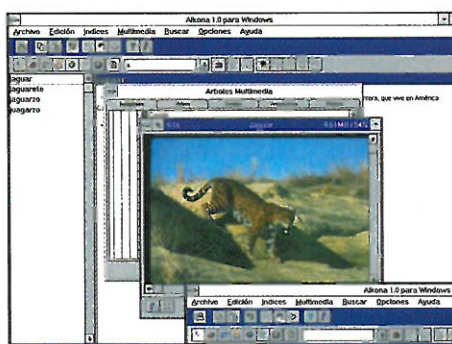 Alkona 1.0 para Windows
Archivo Edición Indices Multimedia Buscar Opciones Ayuda
jaguar
jaguarete
jaguarzo
juagarzo
Arboles Multimedia
que vive en América
Jaguar
Alkona 1.0 para Windows
Archivo Edición Indices Multimedia Buscar Opciones Ayuda